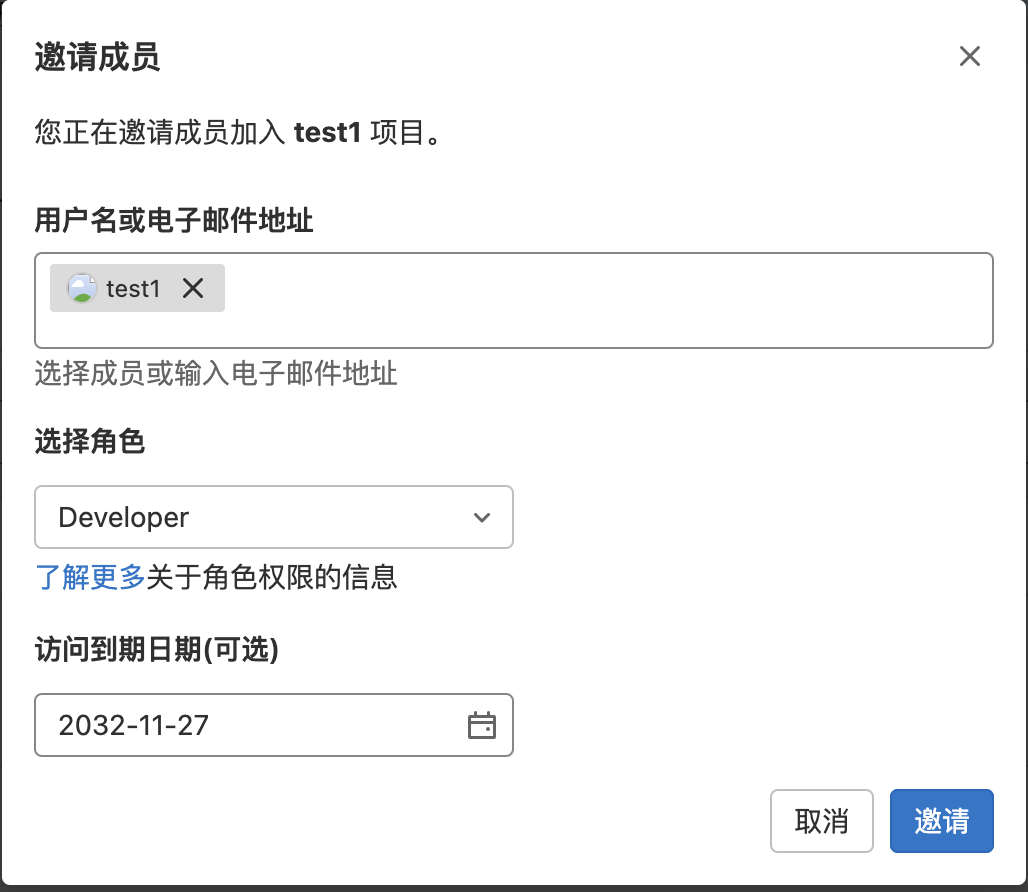 邀请成员
您正在邀请成员加入 test1 项目。
用户名或电子邮件地址
test1
选择成员或输入电子邮件地址
选择角色
Developer
了解更多关于角色权限的信息
访问到期日期(可选)
2032-11-27
取消
邀请